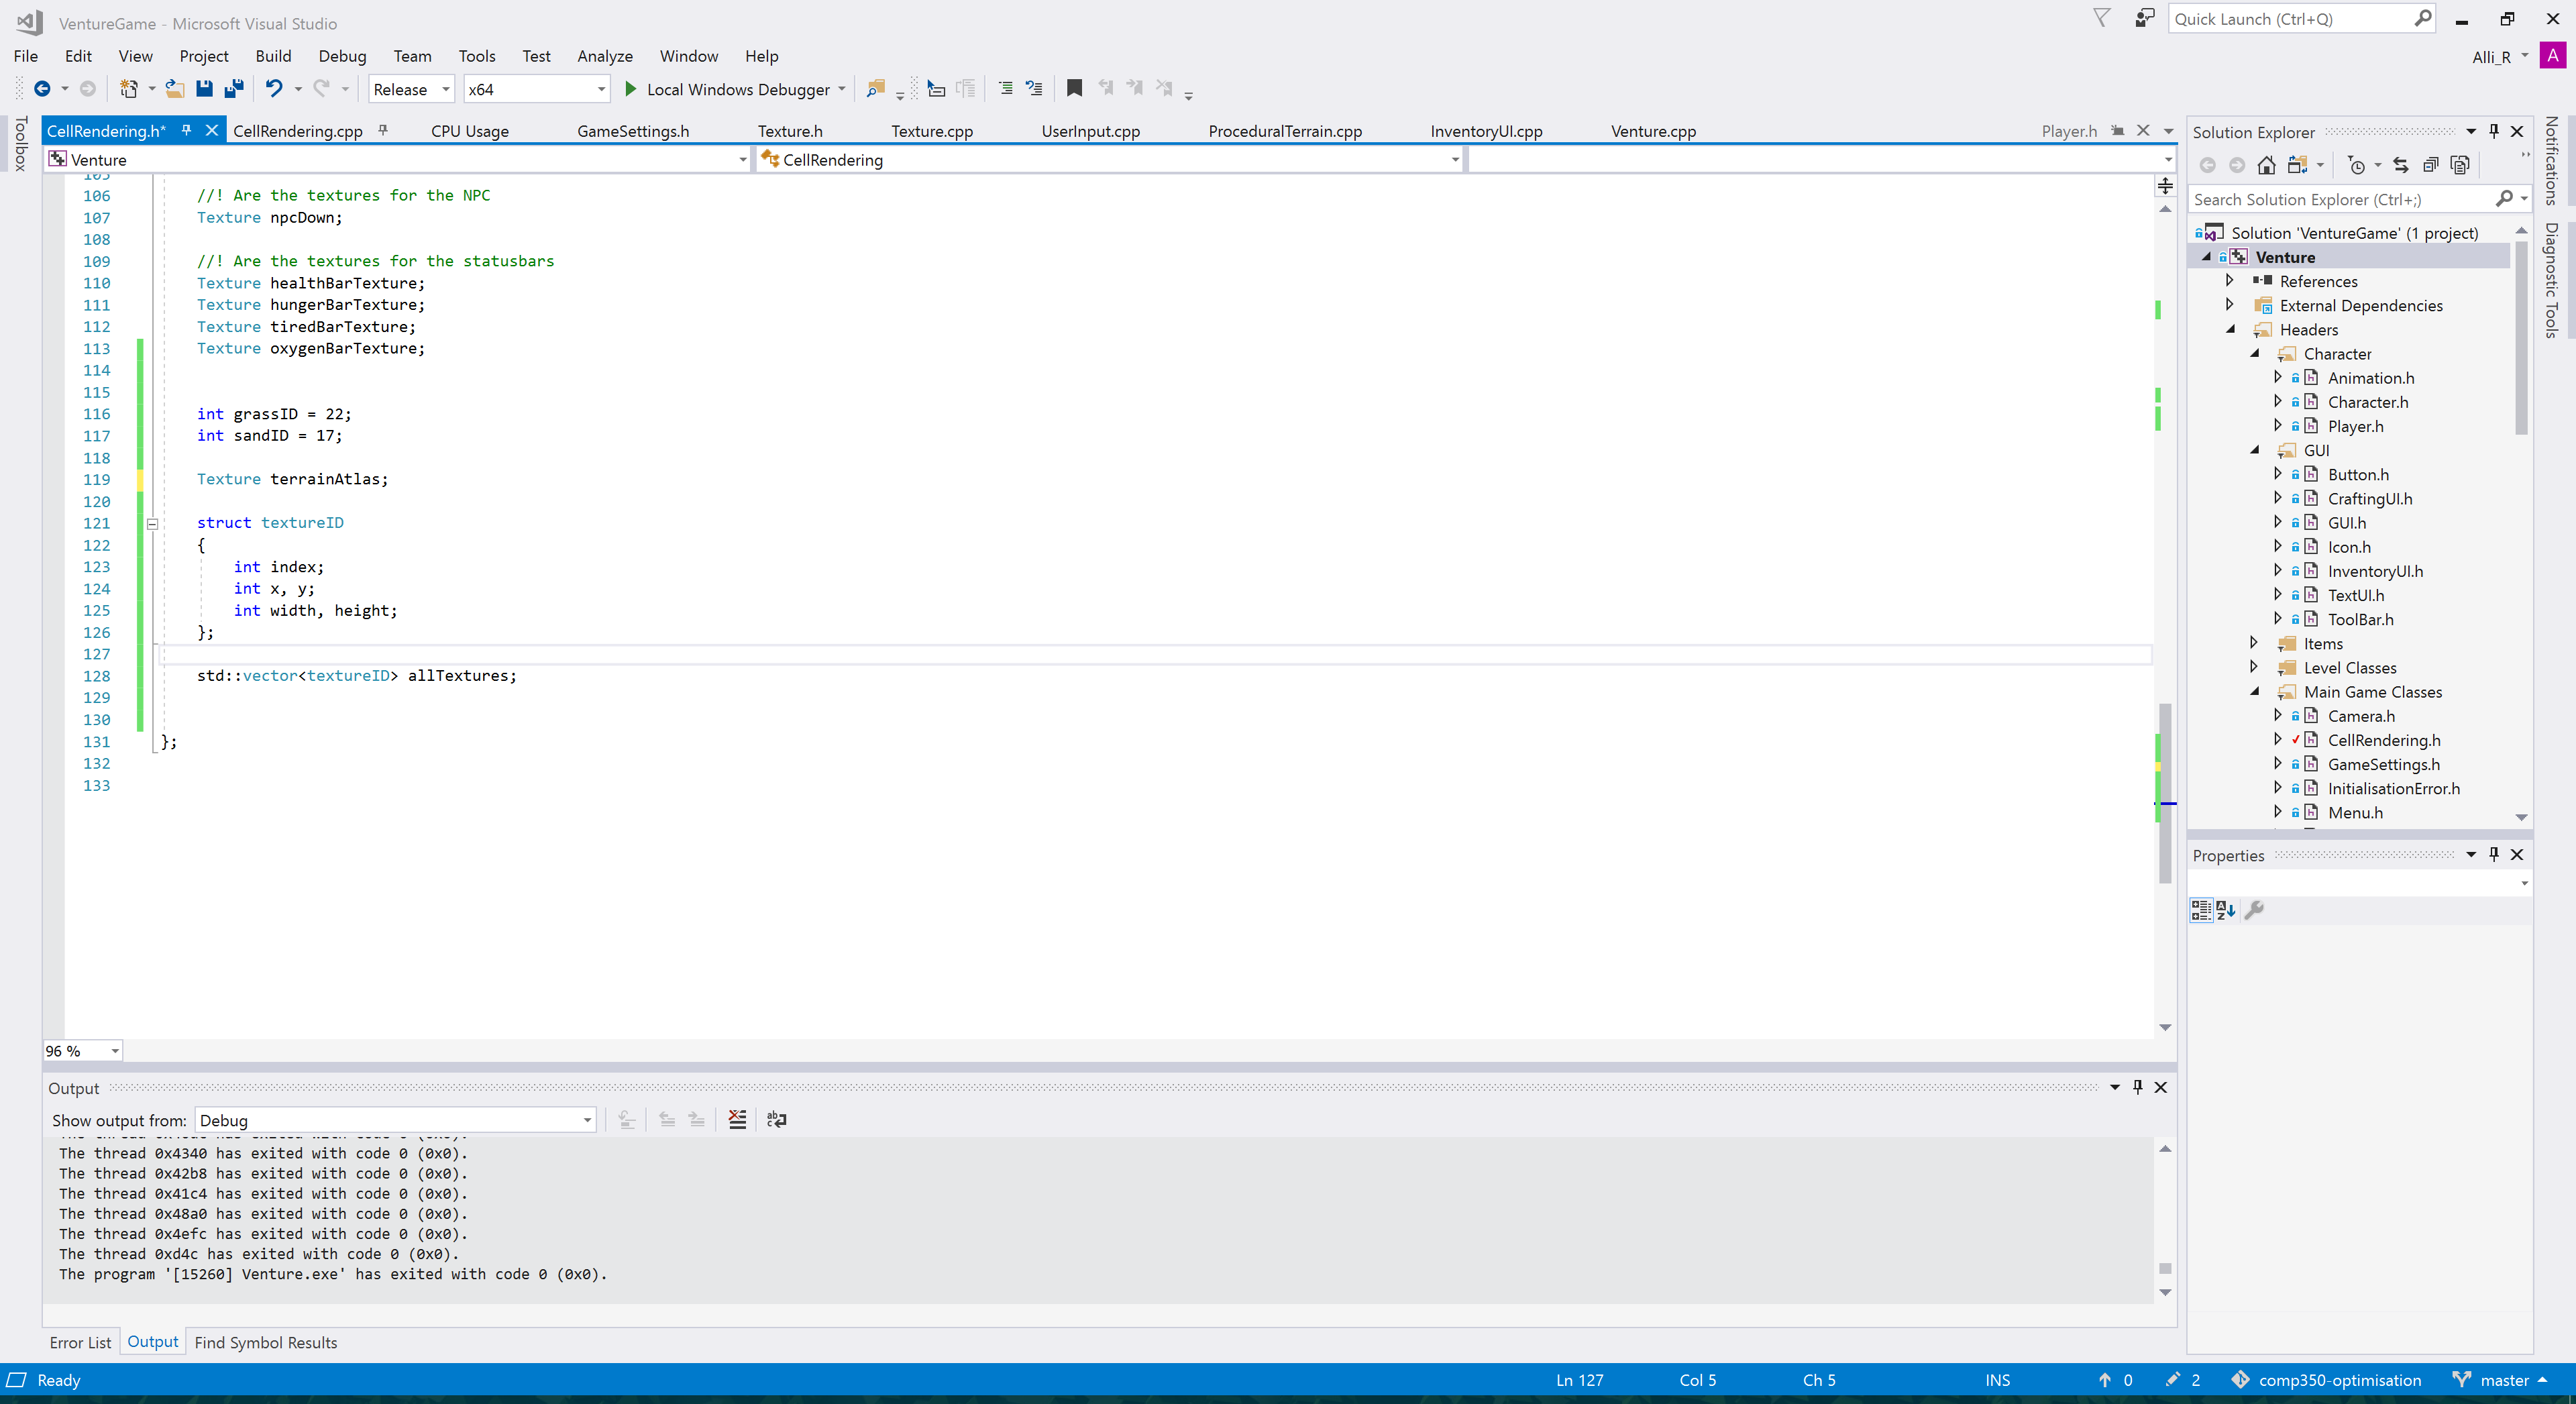 VentureGame - Microsoft Visual Studio
Quick Launch (Ctrl+Q)
File Edit View Project Build Debug Team Tools Test Analyze Window Help
Alli_R
A
Release x64 Local Windows Debugger
Toolbox
CellRendering.h* CellRendering.cpp CPU Usage GameSettings.h Texture.h Texture.cpp UserInput.cpp ProceduralTerrain.cpp InventoryUI.cpp Venture.cpp Player.h
Venture CellRendering
105
106 //! Are the textures for the NPC
107 Texture npcDown;
108
109 //! Are the textures for the statusbars
110 Texture healthBarTexture;
111 Texture hungerBarTexture;
112 Texture tiredBarTexture;
113 Texture oxygenBarTexture;
114
115
116 int grassID = 22;
117 int sandID = 17;
118
119 Texture terrainAtlas;
120
121 struct textureID
122 {
123 int index;
124 int x, y;
125 int width, height;
126 };
127
128 std::vector<textureID> allTextures;
129
130
131 };
132
133
96 %
Output
Show output from: Debug
The thread 0x4340 has exited with code 0 (0x0).
The thread 0x42b8 has exited with code 0 (0x0).
The thread 0x41c4 has exited with code 0 (0x0).
The thread 0x48a0 has exited with code 0 (0x0).
The thread 0x4efc has exited with code 0 (0x0).
The thread 0xd4c has exited with code 0 (0x0).
The program '[15260] Venture.exe' has exited with code 0 (0x0).
Error List Output Find Symbol Results
Solution Explorer
Search Solution Explorer (Ctrl+;)
Solution 'VentureGame' (1 project)
Venture
References
External Dependencies
Headers
Character
Animation.h
Character.h
Player.h
GUI
Button.h
CraftingUI.h
GUI.h
Icon.h
InventoryUI.h
TextUI.h
ToolBar.h
Items
Level Classes
Main Game Classes
Camera.h
CellRendering.h
GameSettings.h
InitialisationError.h
Menu.h
Properties
Notifications
Diagnostic Tools
Ready Ln 127 Col 5 Ch 5 INS 0 2 comp350-optimisation master